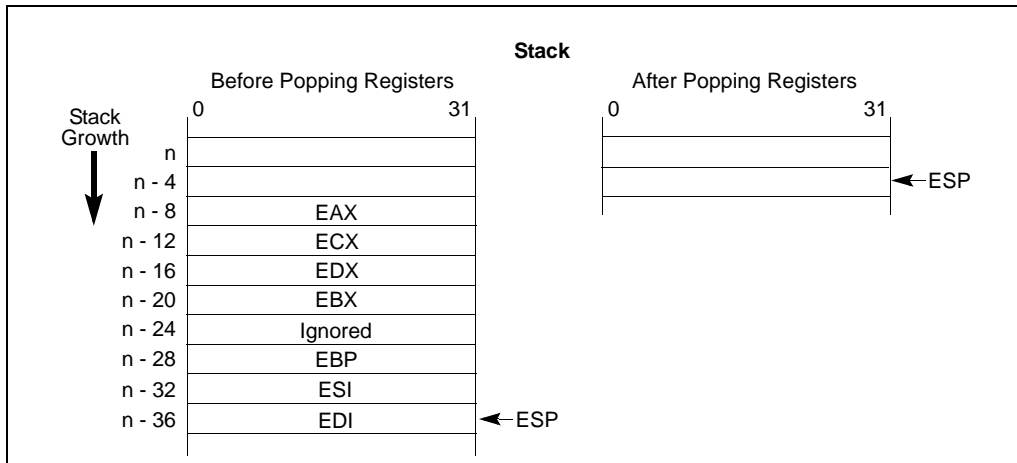 Stack
Before Popping Registers After Popping Registers
0 31 0 31
Stack
Growth
n
n - 4 ESP
n - 8 EAX
n - 12 ECX
n - 16 EDX
n - 20 EBX
n - 24 Ignored
n - 28 EBP
n - 32 ESI
n - 36 EDI ESP